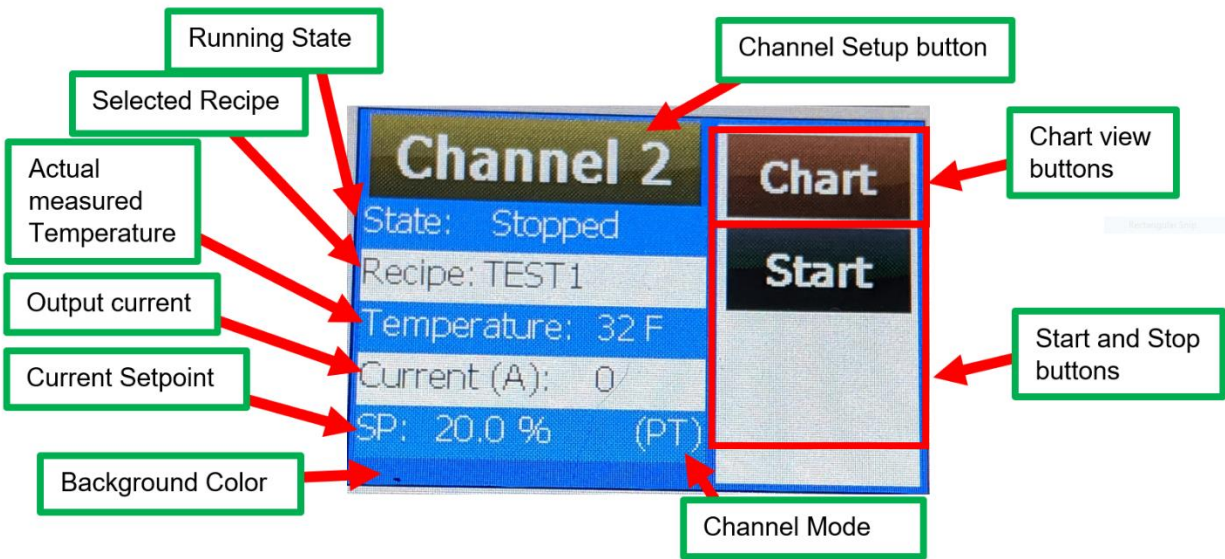 Running State
Channel Setup button
Selected Recipe
Actual
measured
Temperature
Output current
Current Setpoint
Background Color
Channel 2
State: Stopped
Recipe: TEST1
Temperature: 32 F
Current (A): 0
SP: 20.0 % (PT)
Chart
Start
Chart view
buttons
Start and Stop
buttons
Channel Mode